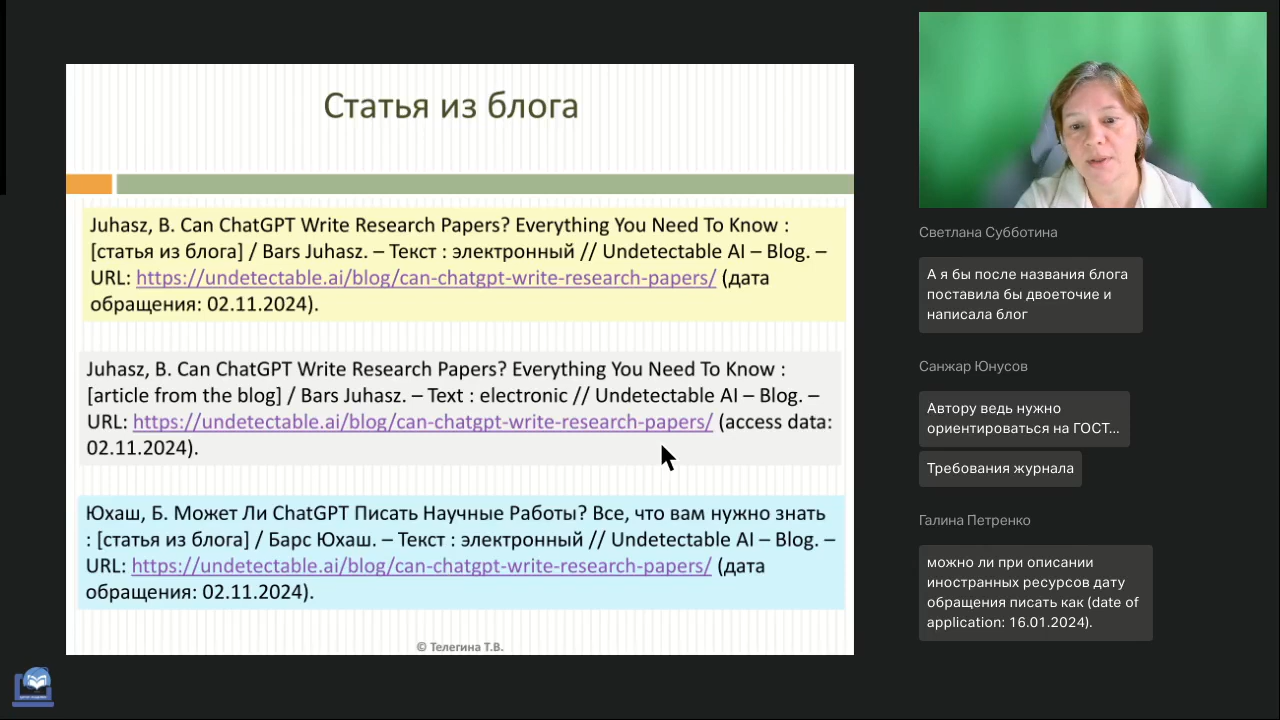 Статья из блога
Juhasz, B. Can ChatGPT Write Research Papers? Everything You Need To Know :
[статья из блога] / Bars Juhasz. – Текст : электронный // Undetectable AI – Blog. –
URL: https://undetectable.ai/blog/can-chatgpt-write-research-papers/ (дата
обращения: 02.11.2024).
Juhasz, B. Can ChatGPT Write Research Papers? Everything You Need To Know :
[article from the blog] / Bars Juhasz. – Text : electronic // Undetectable AI – Blog. –
URL: https://undetectable.ai/blog/can-chatgpt-write-research-papers/ (access data:
02.11.2024).
Юхаш, Б. Может Ли ChatGPT Писать Научные Работы? Все, что вам нужно знать
: [статья из блога] / Барс Юхаш. – Текст : электронный // Undetectable AI – Blog. –
URL: https://undetectable.ai/blog/can-chatgpt-write-research-papers/ (дата
обращения: 02.11.2024).
© Телегина Т.В.
Светлана Субботина
А я бы после названия блога
поставила бы двоеточие и
написала блог
Санжар Юнусов
Автору ведь нужно
ориентироваться на ГОСТ...
Требования журнала
Галина Петренко
можно ли при описании
иностранных ресурсов дату
обращения писать как (date of
application: 16.01.2024).